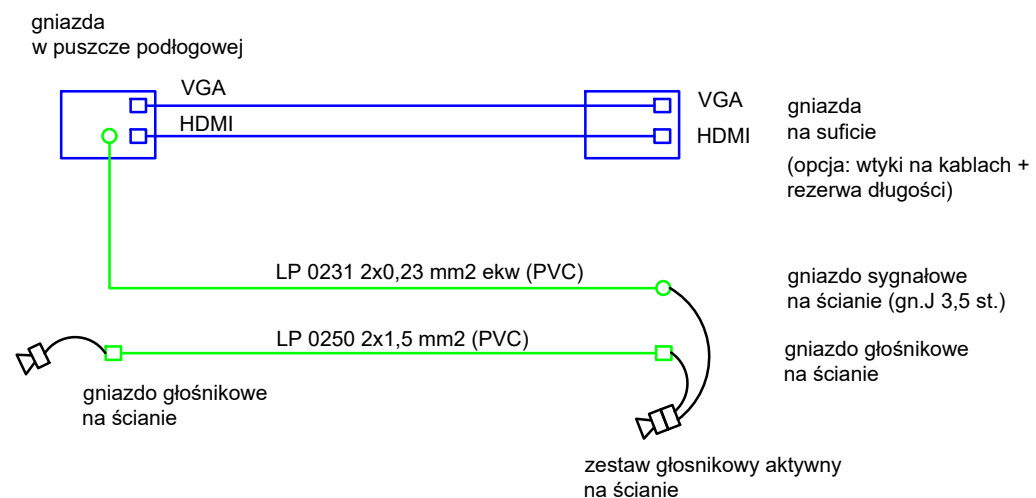 gniazda
w puszcze podłogowej
VGA
HDMI
VGA
HDMI
gniazda
na suficie
(opcja: wtyki na kablach +
rezerwa długości)
LP 0231 2x0,23 mm2 ekw (PVC)
gniazdo sygnałowe
na ścianie (gn.J 3,5 st.)
LP 0250 2x1,5 mm2 (PVC)
gniazdo głośnikowe
na ścianie
gniazdo głośnikowe
na ścianie
zestaw głosnikowy aktywny
na ścianie